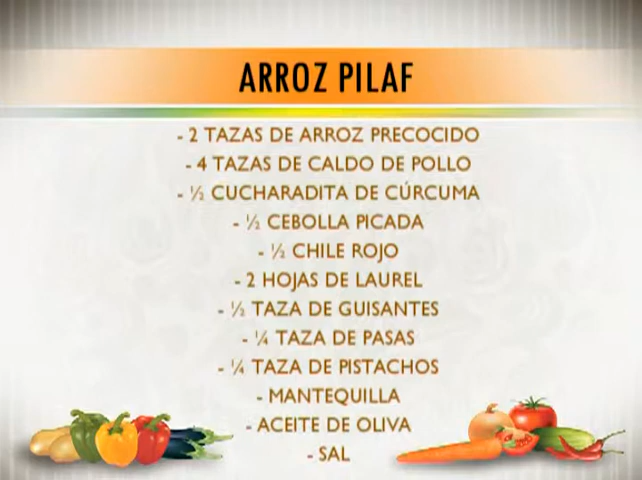 ARROZ PILAF
- 2 TAZAS DE ARROZ PRECOCIDO
- 4 TAZAS DE CALDO DE POLLO
- ½ CUCHARADITA DE CÚRCUMA
- ½ CEBOLLA PICADA
- ½ CHILE ROJO
- 2 HOJAS DE LAUREL
- ½ TAZA DE GUISANTES
- ¼ TAZA DE PASAS
- ¼ TAZA DE PISTACHOS
- MANTEQUILLA
- ACEITE DE OLIVA
- SAL